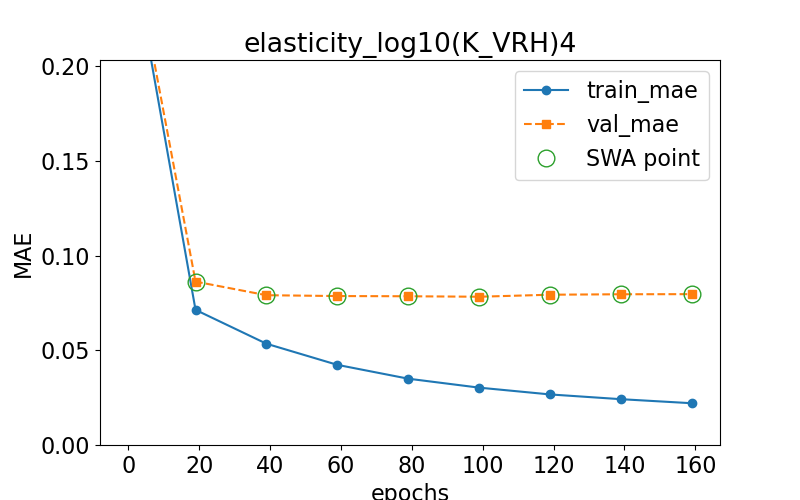 elasticity_log10(K_VRH)4
train_mae
val_mae
SWA point
MAE
0.20
0.15
0.10
0.05
0.00
0 20 40 60 80 100 120 140 160
epochs